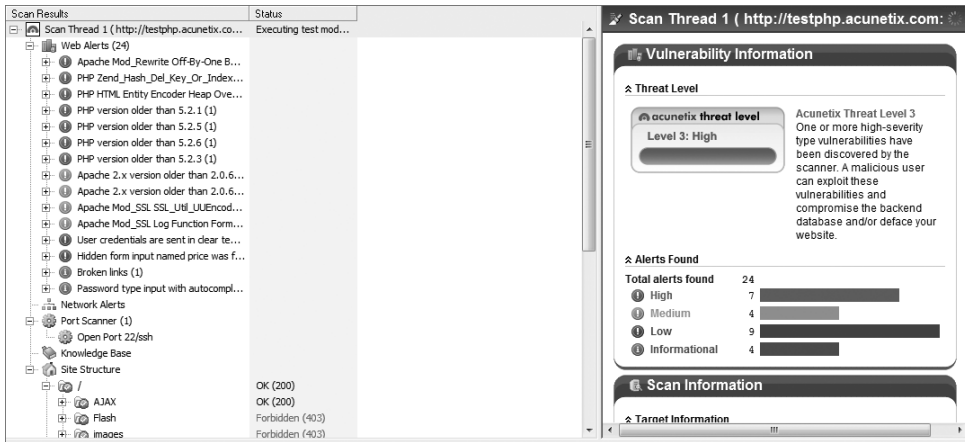 Scan Results Status
Scan Thread 1 ( http://testphp.acunetix.co... Executing test mod...
Web Alerts (24)
Apache Mod_Rewrite Off-By-One B...
PHP Zend_Hash_Del_Key_Or_Index...
PHP HTML Entity Encoder Heap Ove...
PHP version older than 5.2.1 (1)
PHP version older than 5.2.5 (1)
PHP version older than 5.2.6 (1)
PHP version older than 5.2.3 (1)
Apache 2.x version older than 2.0.6...
Apache 2.x version older than 2.0.6...
Apache Mod_SSL SSL_Util_UUEncod...
Apache Mod_SSL Log Function Form...
User credentials are sent in clear te...
Hidden form input named price was f...
Broken links (1)
Password type input with autocompl...
Network Alerts
Port Scanner (1)
Open Port 22/ssh
Knowledge Base
Site Structure
/ OK (200)
AJAX OK (200)
Flash Forbidden (403)
images Forbidden (403)
Scan Thread 1 ( http://testphp.acunetix.com:
Vulnerability Information
Threat Level
acunetix threat level
Level 3: High
Acunetix Threat Level 3
One or more high-severity
type vulnerabilities have
been discovered by the
scanner. A malicious user
can exploit these
vulnerabilities and
compromise the backend
database and/or deface your
website.
Alerts Found
Total alerts found 24
High 7
Medium 4
Low 9
Informational 4
Scan Information
Target Information